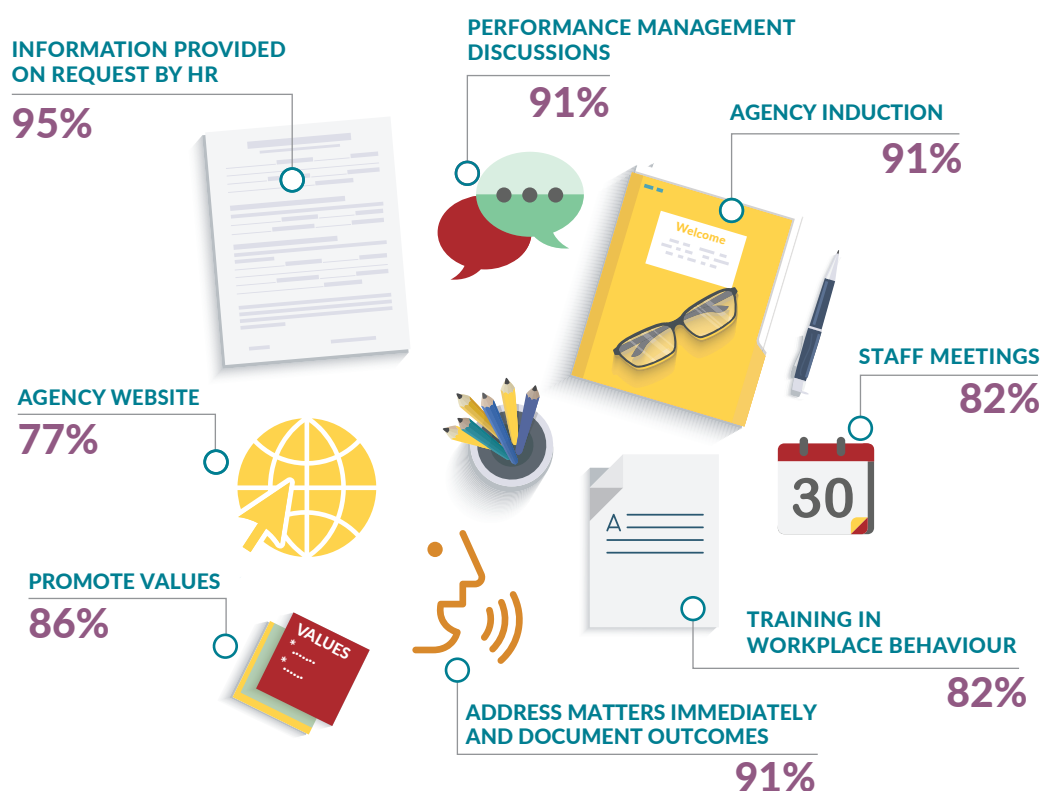 INFORMATION PROVIDED
ON REQUEST BY HR
95%
PERFORMANCE MANAGEMENT
DISCUSSIONS
91%
AGENCY INDUCTION
91%
Welcome
STAFF MEETINGS
82%
30
AGENCY WEBSITE
77%
A
PROMOTE VALUES
86%
VALUES
TRAINING IN
WORKPLACE BEHAVIOUR
82%
ADDRESS MATTERS IMMEDIATELY
AND DOCUMENT OUTCOMES
91%